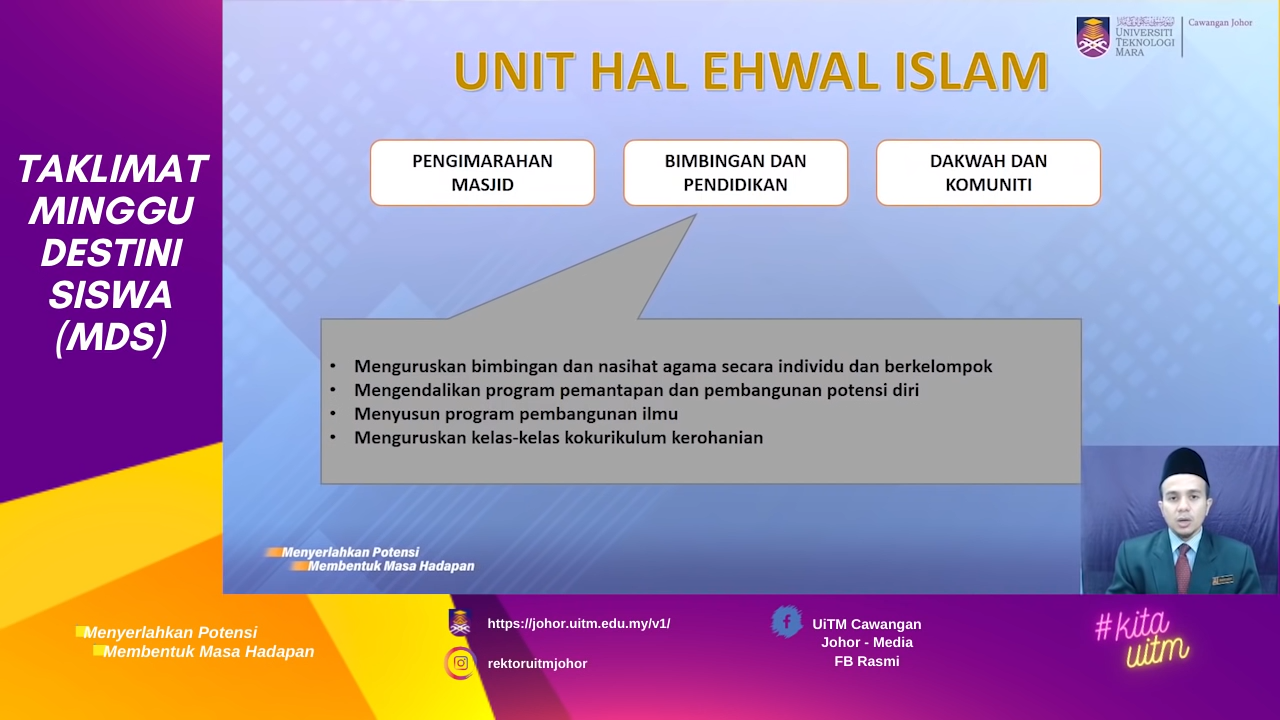 TAKLIMAT
MINGGU
DESTINI
SISWA
(MDS)
UNIVERSITI
TEKNOLOGI
MARA
Cawangan Johor
UNIT HAL EHWAL ISLAM
PENGIMARAHAN
MASJID
BIMBINGAN DAN
PENDIDIKAN
DAKWAH DAN
KOMUNITI
• Menguruskan bimbingan dan nasihat agama secara individu dan berkelompok
• Mengendalikan program pemantapan dan pembangunan potensi diri
• Menyusun program pembangunan ilmu
• Menguruskan kelas-kelas kokurikulum kerohanian
Menyerlahkan Potensi
Membentuk Masa Hadapan
Menyerlahkan Potensi
Membentuk Masa Hadapan
https://johor.uitm.edu.my/v1/
rektoruitmjohor
UiTM Cawangan
Johor - Media
FB Rasmi
#kita
uitm